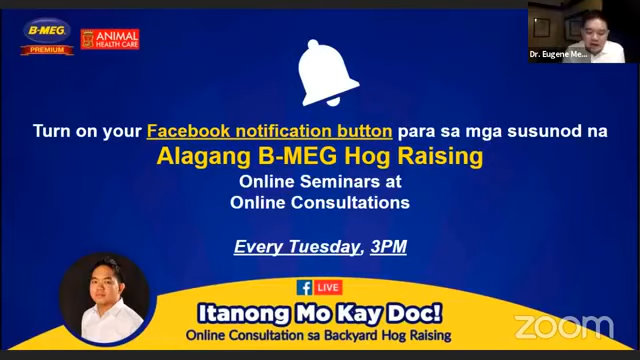 B-MEG
PREMIUM
ANIMAL
HEALTH CARE
Dr. Eugene Me...
Turn on your Facebook notification button para sa mga susunod na
Alagang B-MEG Hog Raising
Online Seminars at
Online Consultations
Every Tuesday, 3PM
f LIVE
Itanong Mo Kay Doc!
Online Consultation sa Backyard Hog Raising
zoom